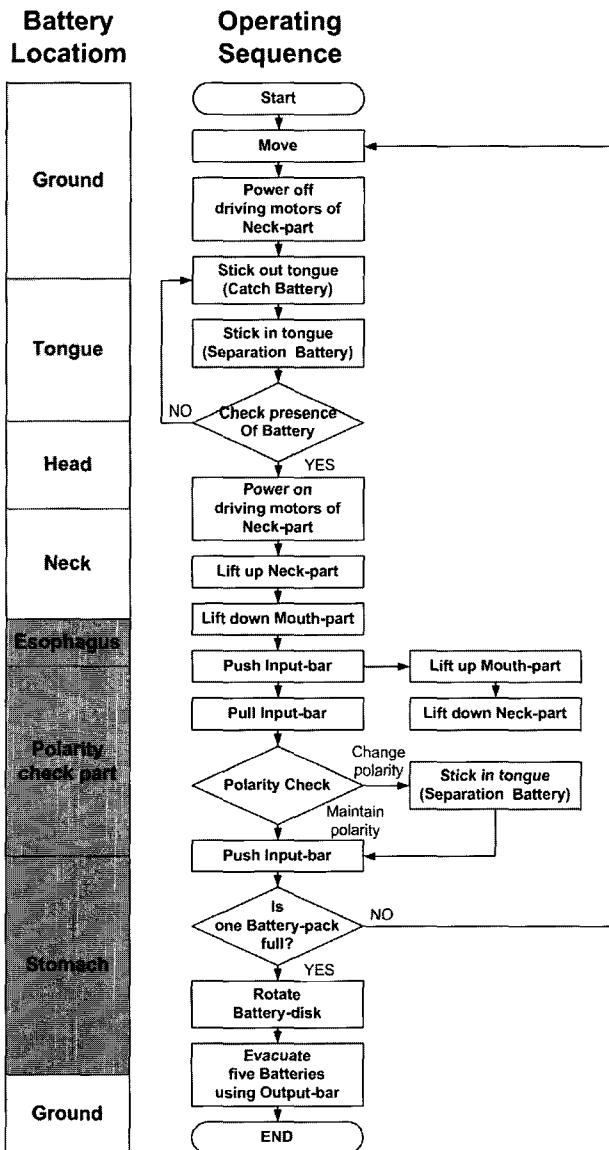 Battery
Locatiom
Operating
Sequence
Ground
Tongue
Head
Neck
Esophagus
Polarity
check part
Stomach
Ground
Start
Move
Power off
driving motors of
Neck-part
Stick out tongue
(Catch Battery)
Stick in tongue
(Separation Battery)
NO
Check presence
Of Battery
YES
Power on
driving motors of
Neck-part
Lift up Neck-part
Lift down Mouth-part
Push Input-bar
Lift up Mouth-part
Pull Input-bar
Lift down Neck-part
Polarity Check
Change
polarity
Stick in tongue
(Separation Battery)
Maintain
polarity
Push Input-bar
Is
one Battery-pack
full?
NO
YES
Rotate
Battery-disk
Evacuate
five Batteries
using Output-bar
END